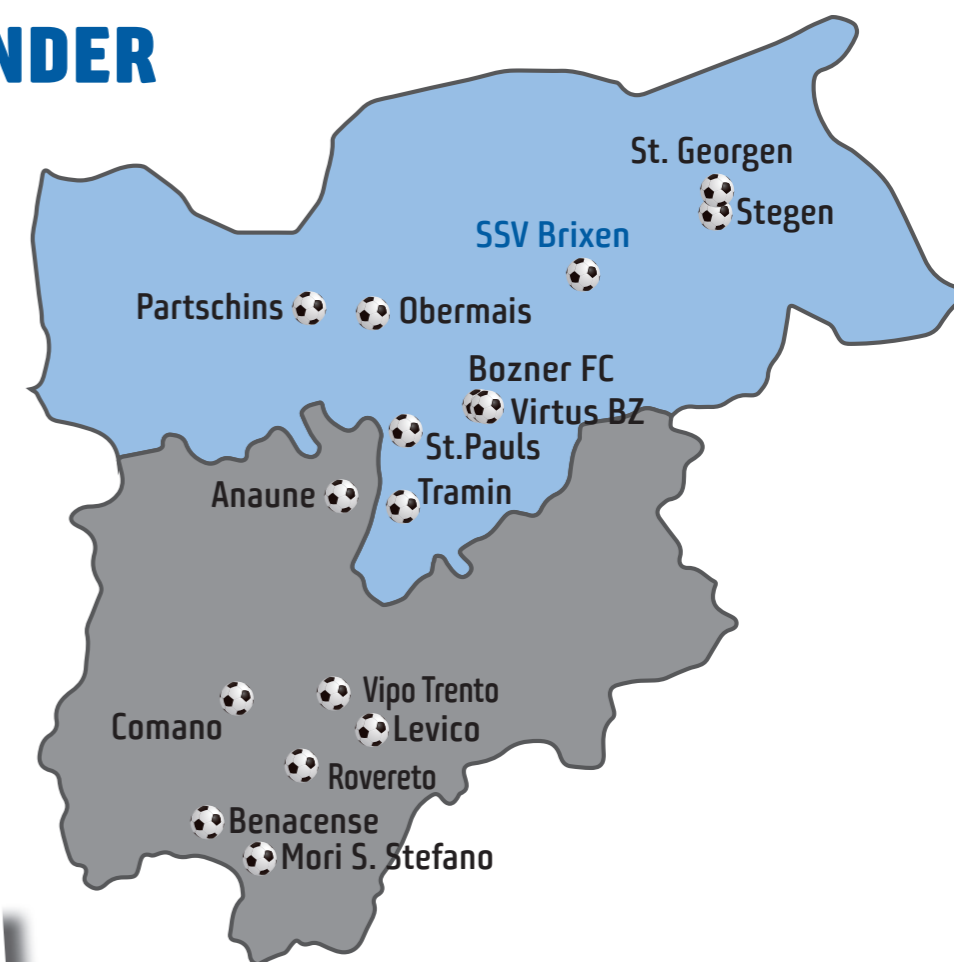 NDER
St. Georgen
Stegen
SSV Brixen
Partschins
Obermais
Bozner FC
Virtus BZ
St.Pauls
Anaune
Tramin
Vipo Trento
Comano
Levico
Rovereto
Benacense
Mori S. Stefano